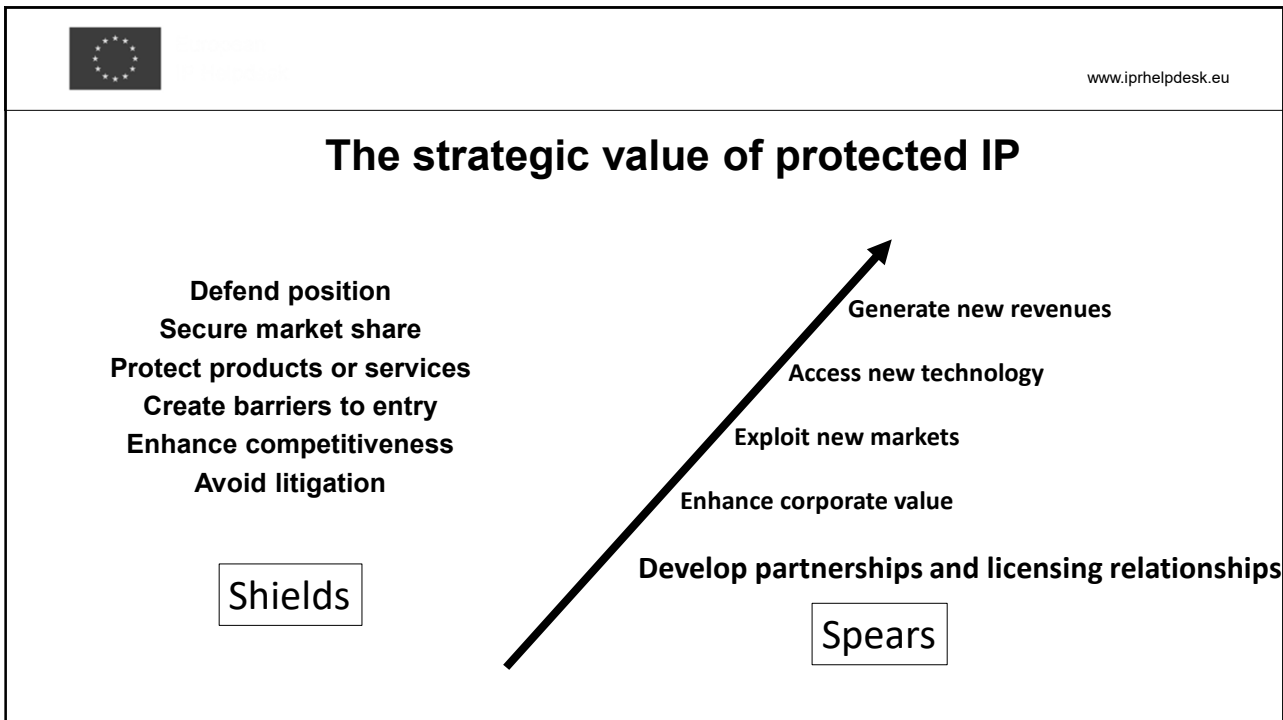 www.iprhelpdesk.eu
The strategic value of protected IP
Defend position
Secure market share
Protect products or services
Create barriers to entry
Enhance competitiveness
Avoid litigation
Shields
Generate new revenues
Access new technology
Exploit new markets
Enhance corporate value
Develop partnerships and licensing relationships
Spears